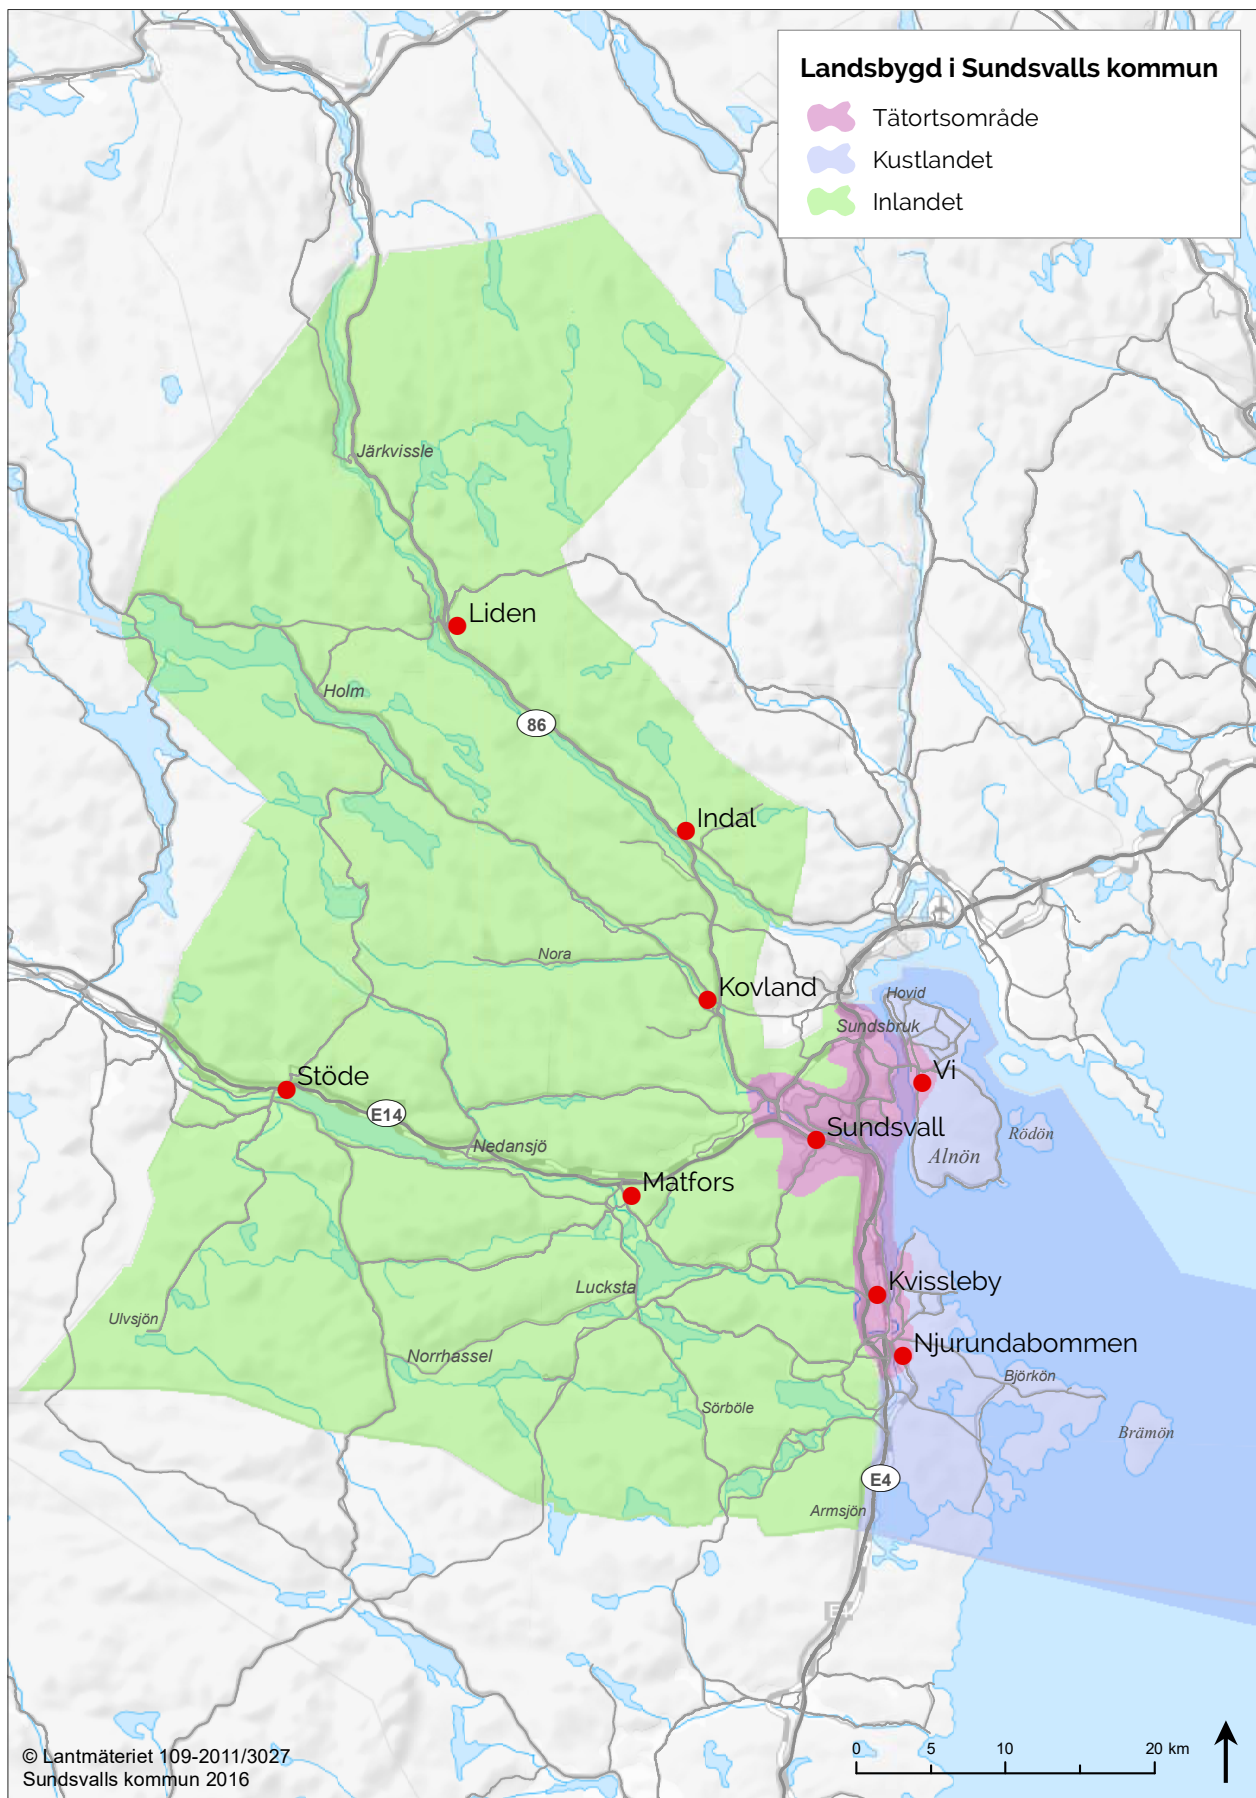 Landsbygd i Sundsvalls kommun
Tätortsområde
Kustlandet
Inlandet
Järkvissle
Liden
Holm
86
Indal
Nora
Kovland
Hovid
Sundsbruk
Vi
Stöde
E14
Sundsvall
Rödön
Nedansjö
Alnön
Matfors
Kvissleby
Lucksta
Ulvsjön
Njurundabommen
Norrhassel
Björkön
Sörböle
Brämön
E4
Armsjön
E4
© Lantmäteriet 109-2011/3027
Sundsvalls kommun 2016
0 5 10 20 km